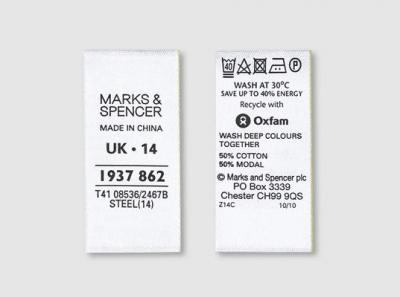 MARKS &
SPENCER
MADE IN CHINA
UK · 14
1937 862
T41 08536/2467B
STEEL(14)
40 P
WASH AT 30°C
SAVE UP TO 40% ENERGY
Recycle with
Oxfam
WASH DEEP COLOURS
TOGETHER
50% COTTON
50% MODAL
© Marks and Spencer plc
PO Box 3339
Chester CH99 9QS
Z14C 10/10